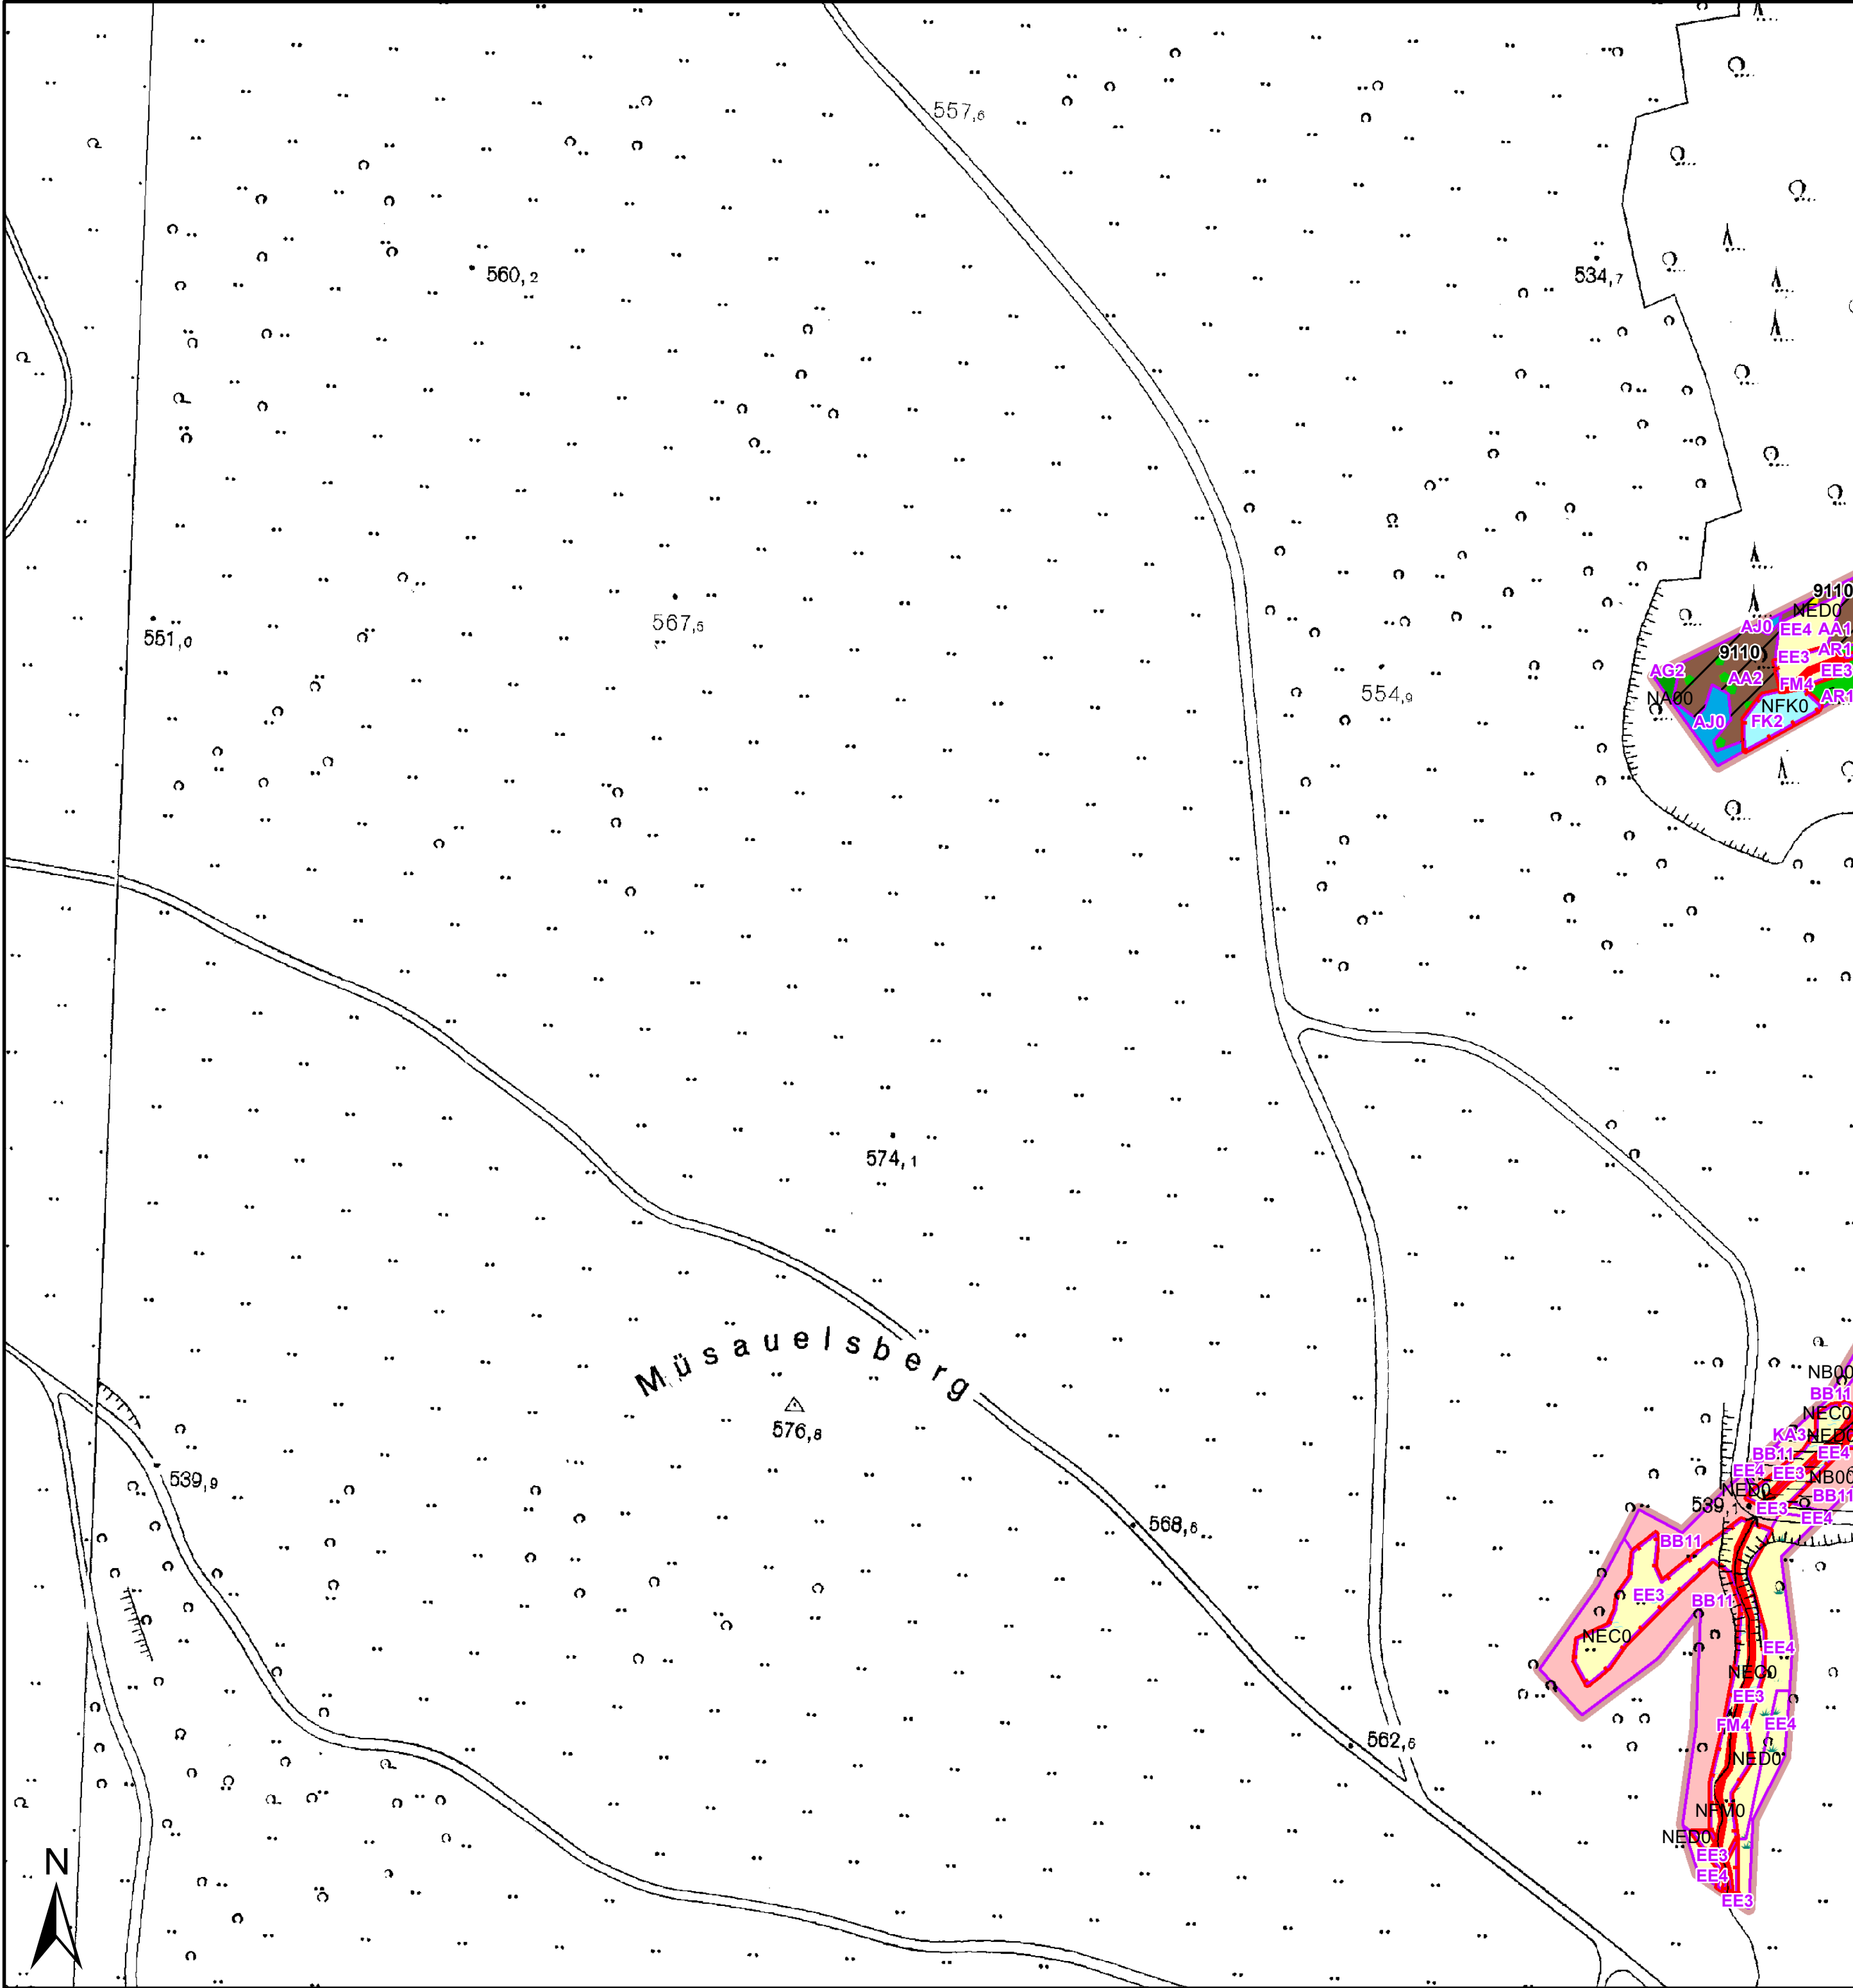 557,6
560,2
534,7
9110
NED0
551,0
567,5
AJ0
EE4
AA1
9110
EE3
AR1
AG2
AA2
EE3
554,9
NA00
FM4
AR1
NFK0
AJ0
FK2
574,1
Müsauelsberg
NB00
BB11
NEC0
576,8
KA3
NED0
BB11
EE4
EE4
EE3
NB00
539,9
NED0
BB11
539,1
EE3
EE4
568,6
BB11
EE3
BB11
NEC0
EE4
NEC0
EE3
FM4
EE4
562,6
NED0
NFM0
NED0
EE3
EE4
EE3
N